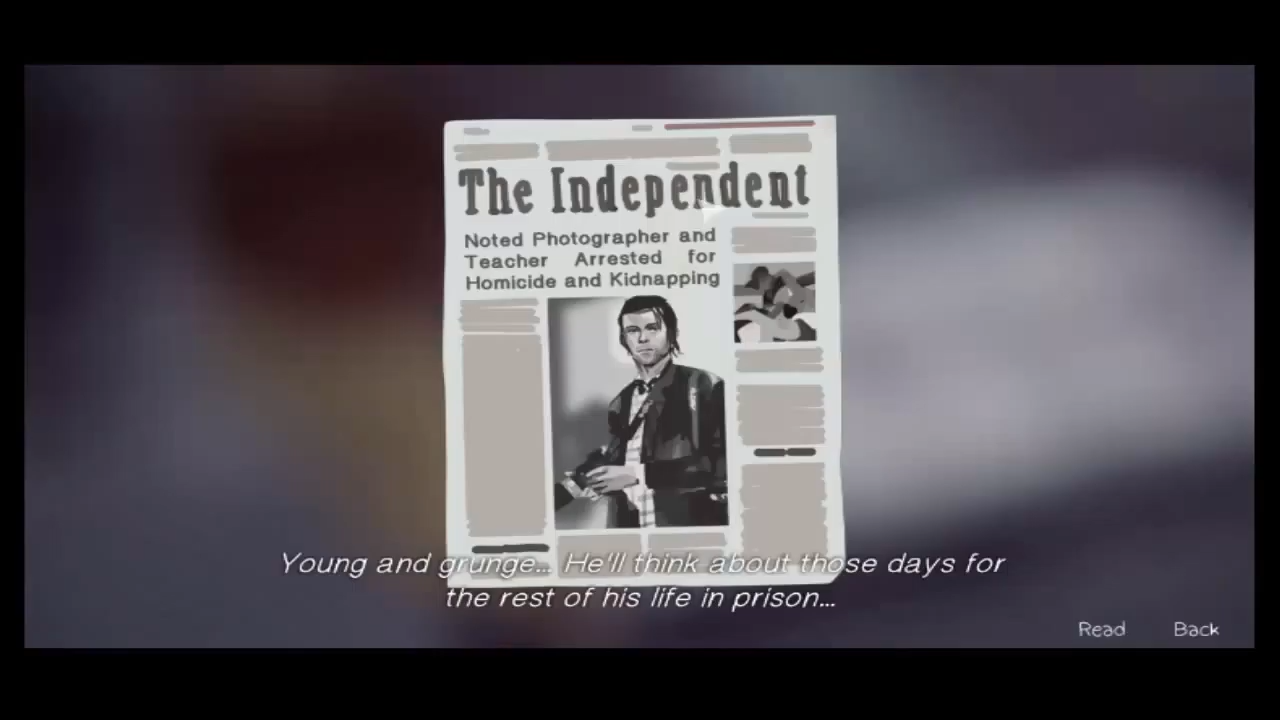 The Independent
Noted Photographer and
Teacher Arrested for
Homicide and Kidnapping
Young and grunge... He'll think about those days for
the rest of his life in prison...
Read Back